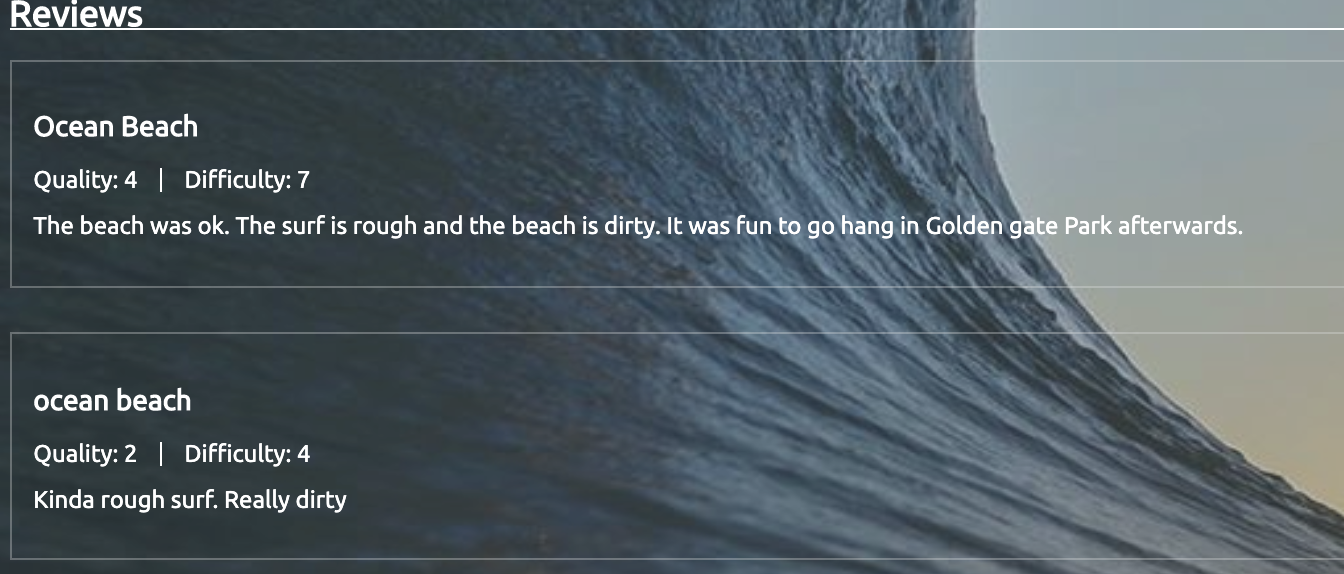 Reviews
Ocean Beach
Quality: 4 | Difficulty: 7
The beach was ok. The surf is rough and the beach is dirty. It was fun to go hang in Golden gate Park afterwards.
ocean beach
Quality: 2 | Difficulty: 4
Kinda rough surf. Really dirty